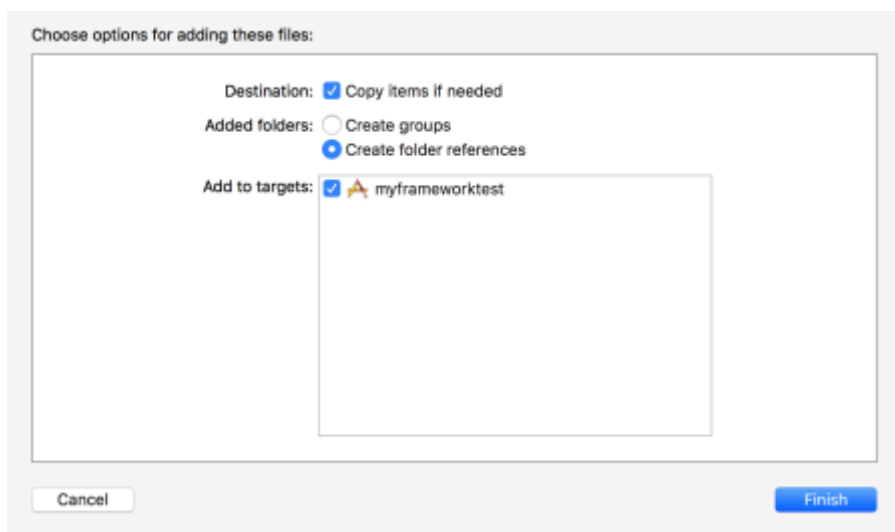 Choose options for adding these files:
Destination: Copy items if needed
Added folders: Create groups
Create folder references
Add to targets: myframeworktest
Cancel Finish